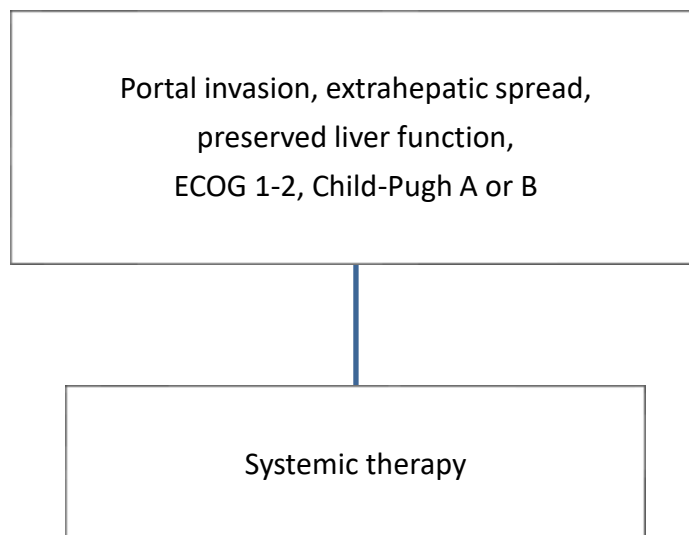 Portal invasion, extrahepatic spread,
preserved liver function,
ECOG 1-2, Child-Pugh A or B
Systemic therapy